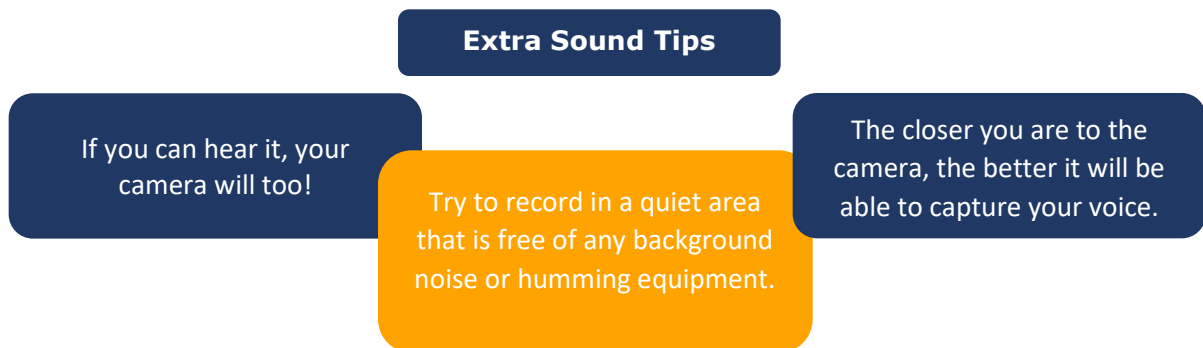 Extra Sound Tips
If you can hear it, your
camera will too!
Try to record in a quiet area
that is free of any background
noise or humming equipment.
The closer you are to the
camera, the better it will be
able to capture your voice.